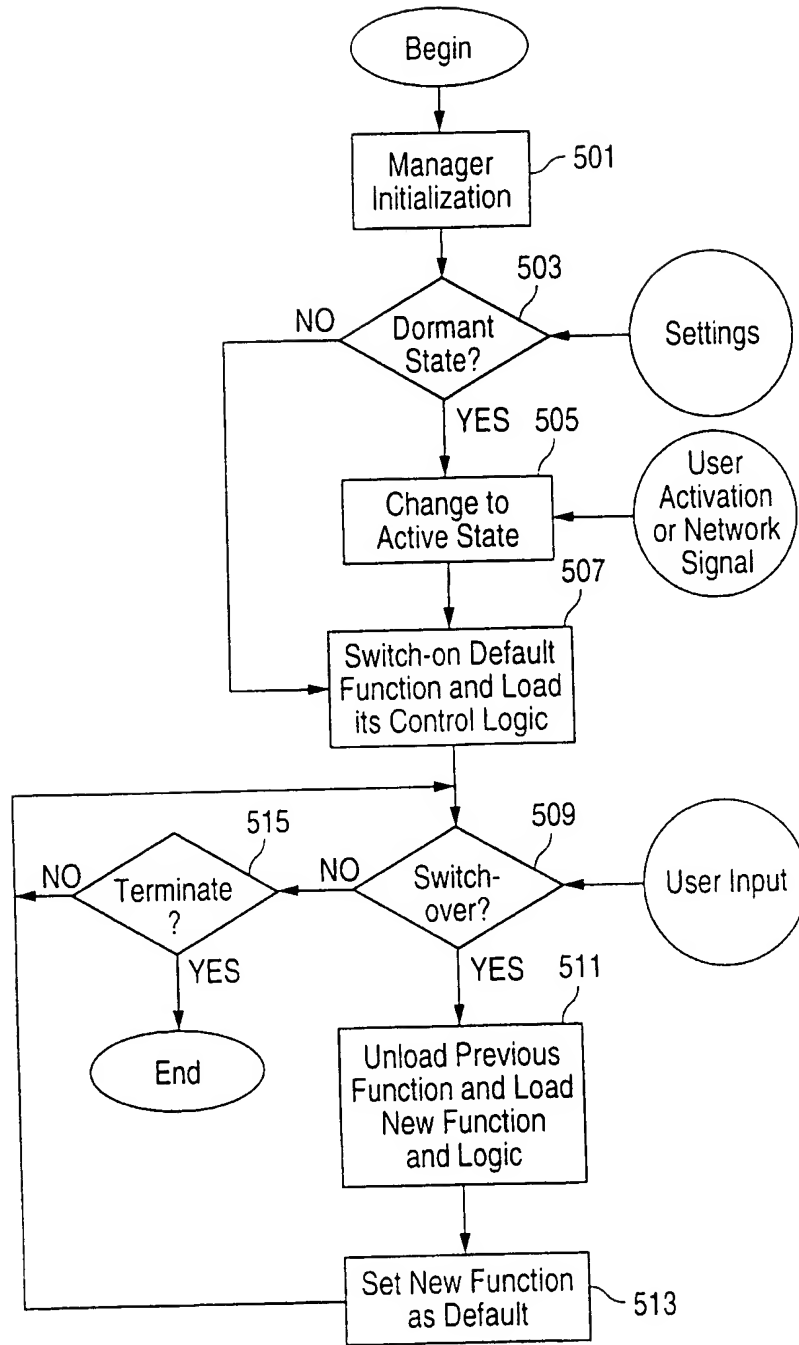 Begin
Manager
Initialization
501
503
NO
Dormant
State?
Settings
YES
505
User
Activation
or Network
Signal
Change to
Active State
507
Switch-on Default
Function and Load
its Control Logic
515
509
NO
Terminate
?
NO
Switch-
over?
User Input
YES
YES
511
End
Unload Previous
Function and Load
New Function
and Logic
Set New Function
as Default
513